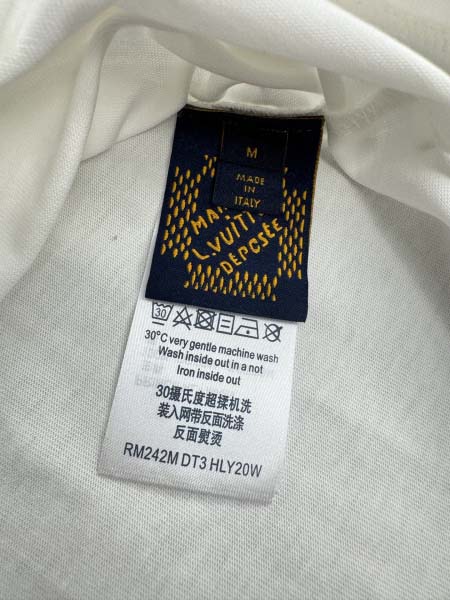 M
MADE
IN
ITALY
L.VUITT
DÉPOSÉE
30
30°C very gentle machine wash
Wash inside out in a not
Iron inside out
30摄氏度超揉机洗
装入网带反面洗涤
反面熨烫
RM242M DT3 HLY20W